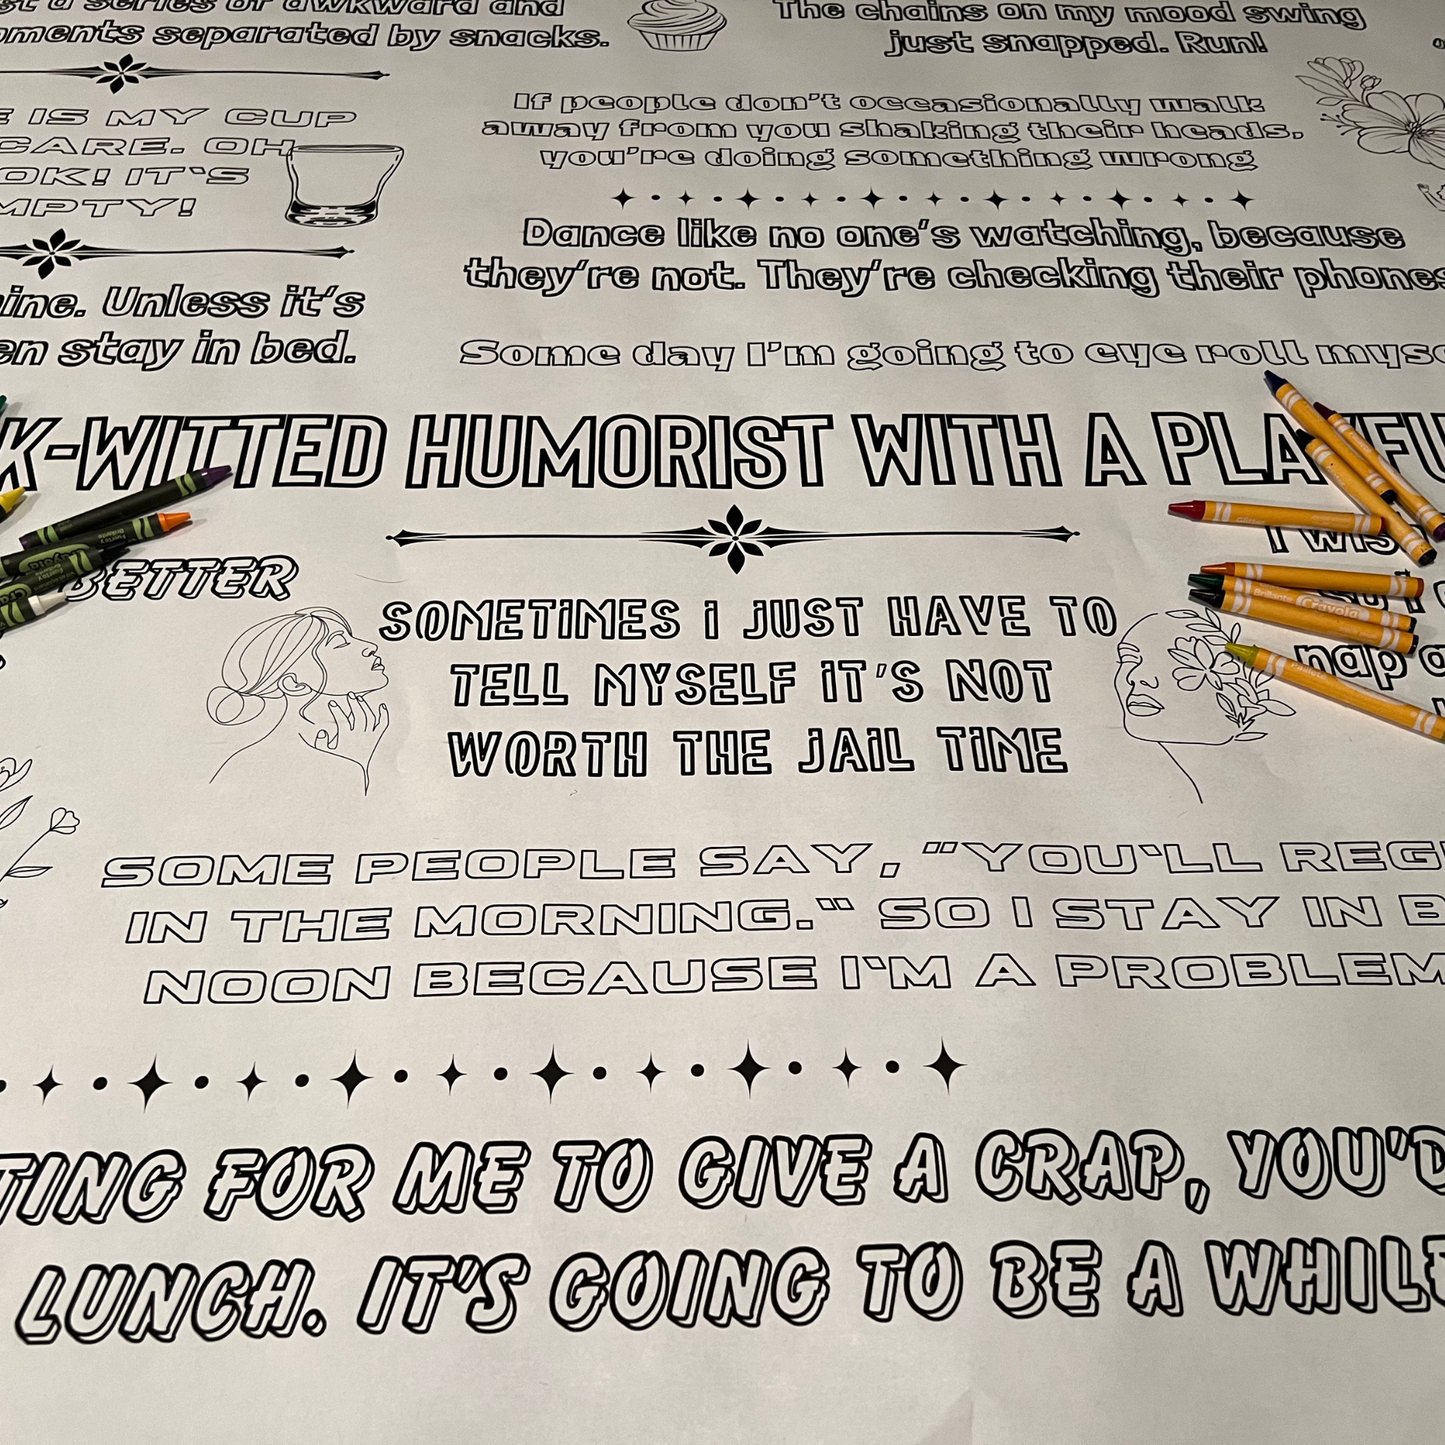 a series of awkward and
moments separated by snacks.
The chains on my mood swing
just snapped. Run!
IS MY CUP
CARE. OH
OK! IT'S
MPTY!
If people don't occasionally walk
away from you shaking their heads,
you're doing something wrong
Dance like no one's watching, because
they're not. They're checking their phones
ine. Unless it's
en stay in bed.
Some day I'm going to eye roll myse
K-WITTED HUMORIST WITH A PLAYFU
BETTER
SOMETIMES I JUST HAVE TO
TELL MYSELF IT'S NOT
WORTH THE JAIL TIME
I wis
nap a
Brillante Crayola
SOME PEOPLE SAY, "YOU'LL REG
IN THE MORNING." SO I STAY IN B
NOON BECAUSE I'M A PROBLEM
TING FOR ME TO GIVE A CRAP, YOU'D
LUNCH. IT'S GOING TO BE A WHILE